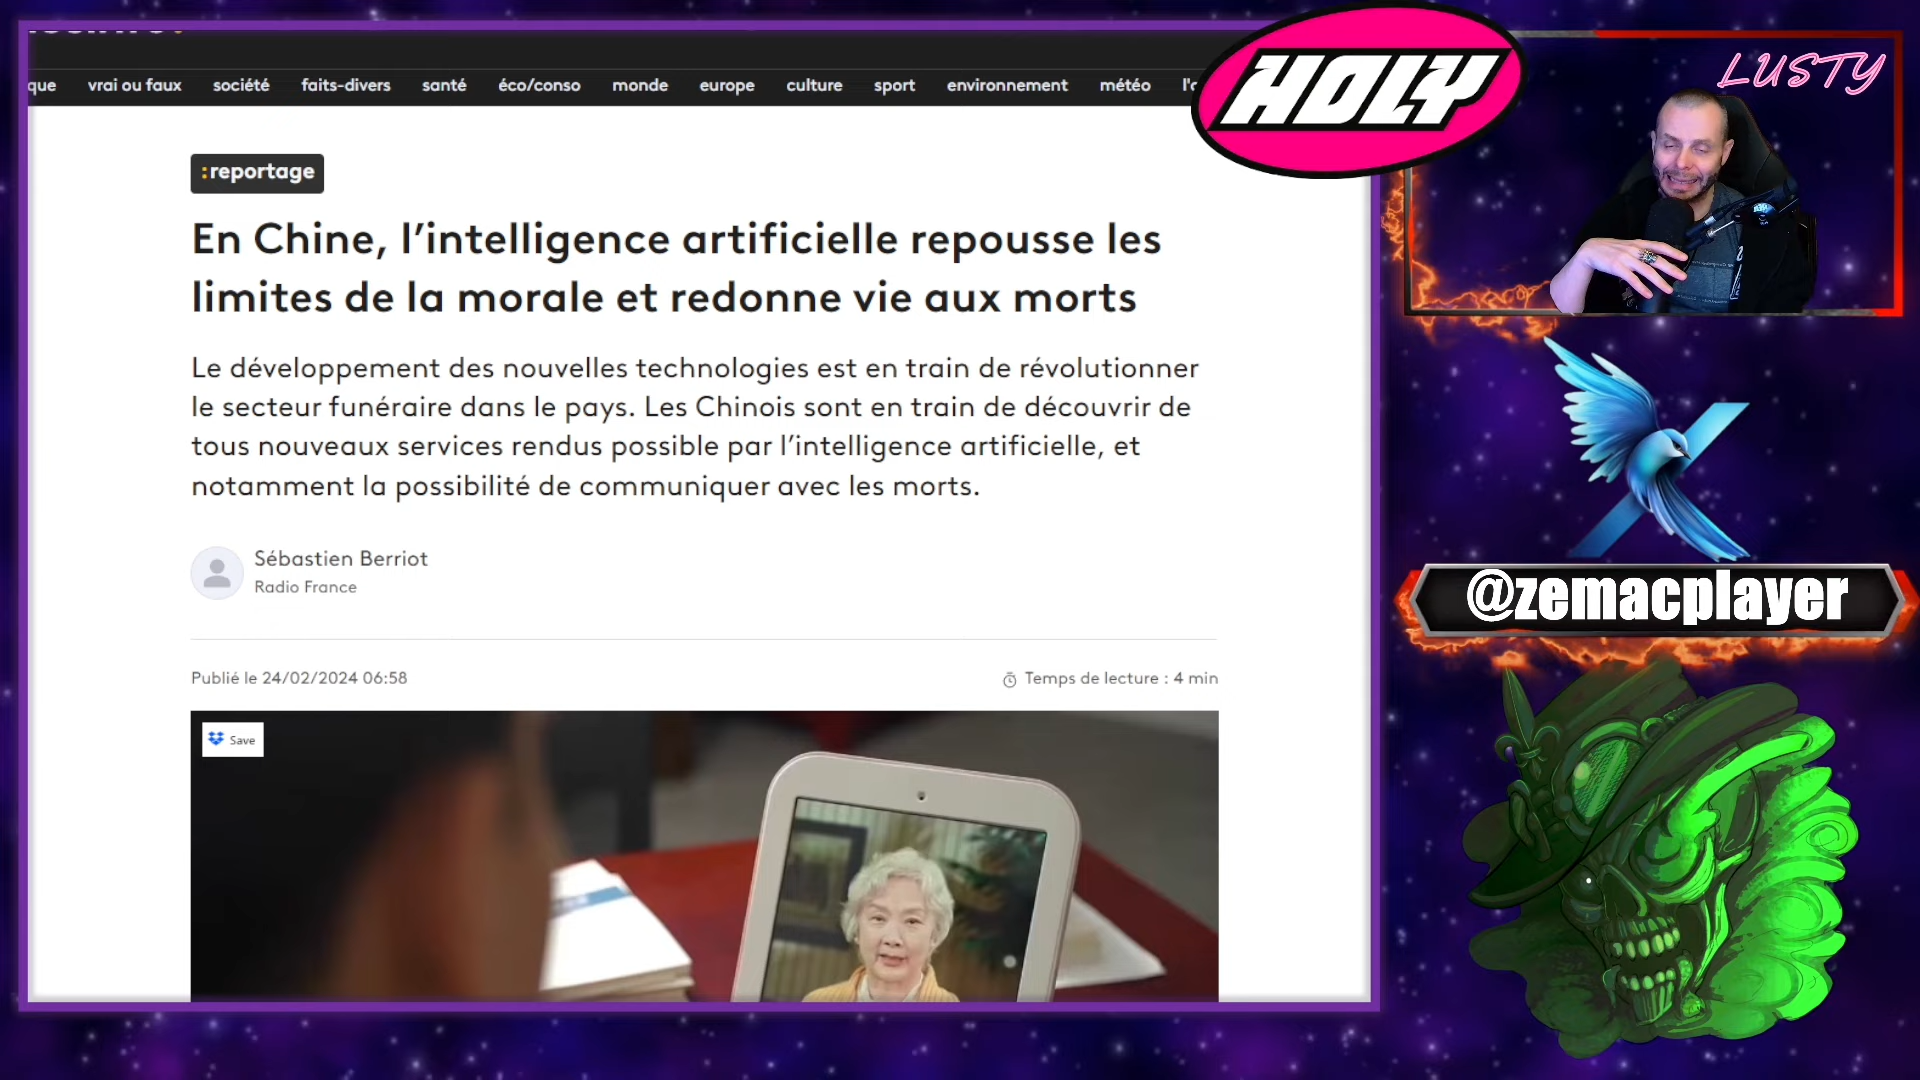 que vrai ou faux société faits-divers santé éco/conso monde europe culture sport environnement météo
:reportage
En Chine, l’intelligence artificielle repousse les
limites de la morale et redonne vie aux morts
Le développement des nouvelles technologies est en train de révolutionner
le secteur funéraire dans le pays. Les Chinois sont en train de découvrir de
tous nouveaux services rendus possible par l’intelligence artificielle, et
notamment la possibilité de communiquer avec les morts.
Sébastien Berriot
Radio France
Publié le 24/02/2024 06:58
Temps de lecture : 4 min
Save
HOLY
LUSTY
@zemacplayer